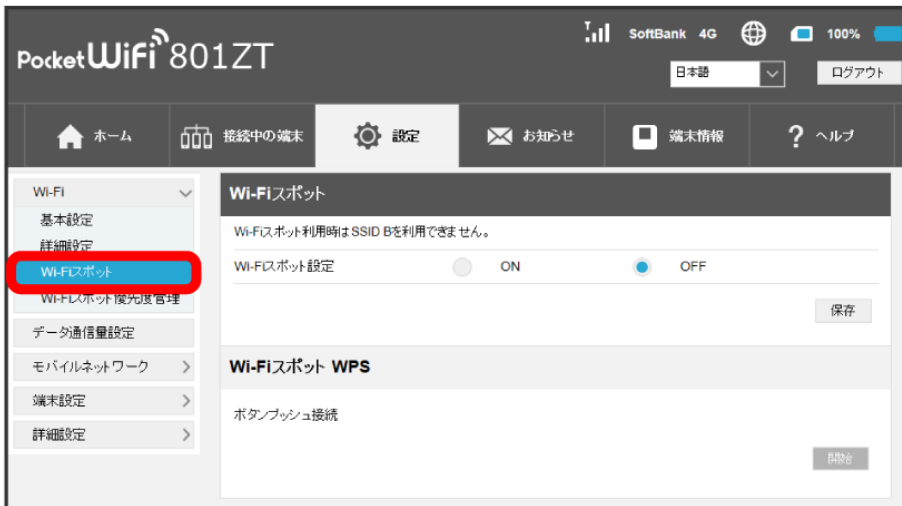 SoftBank 4G 100%
Pocket WiFi 801ZT
日本語 ログアウト
ホーム 接続中の端末 設定 お知らせ 端末情報 ? ヘルプ
Wi-Fi
基本設定
詳細設定
Wi-Fiスポット
Wi-Fiスポット優先度管理
データ通信量設定
モバイルネットワーク
端末設定
詳細設定
Wi-Fiスポット
Wi-Fiスポット利用時はSSID Bを利用できません。
Wi-Fiスポット設定 ON OFF
保存
Wi-Fiスポット WPS
ボタンプッシュ接続
開始